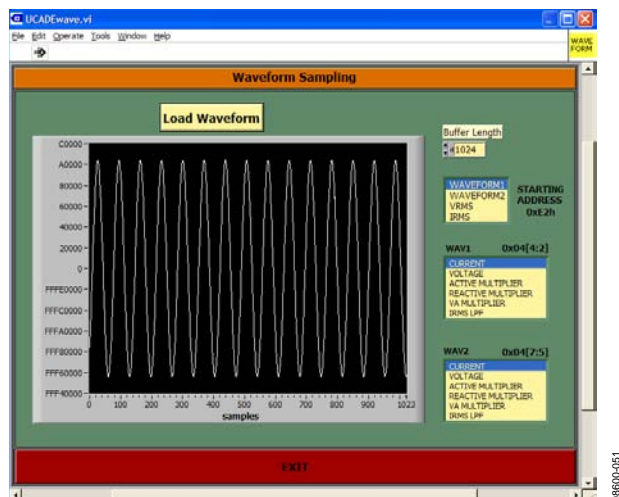 UCADEwave.vi
File Edit Operate Tools Window Help
WAVE
FORM
Waveform Sampling
Load Waveform
Buffer Length
1024
C0000
A0000
80000
60000
40000
20000
0
FFFE0000
FFFC0000
FFFA0000
FFF80000
FFF60000
FFF40000
0 100 200 300 400 500 600 700 800 900 1023
samples
WAVEFORM1
WAVEFORM2
VRMS
IRMS
STARTING
ADDRESS
0xE2h
WAV1 0x04[4:2]
CURRENT
VOLTAGE
ACTIVE MULTIPLIER
REACTIVE MULTIPLIER
VA MULTIPLIER
IRMS LPF
WAV2 0x04[7:5]
CURRENT
VOLTAGE
ACTIVE MULTIPLIER
REACTIVE MULTIPLIER
VA MULTIPLIER
IRMS LPF
EXIT
08600-051